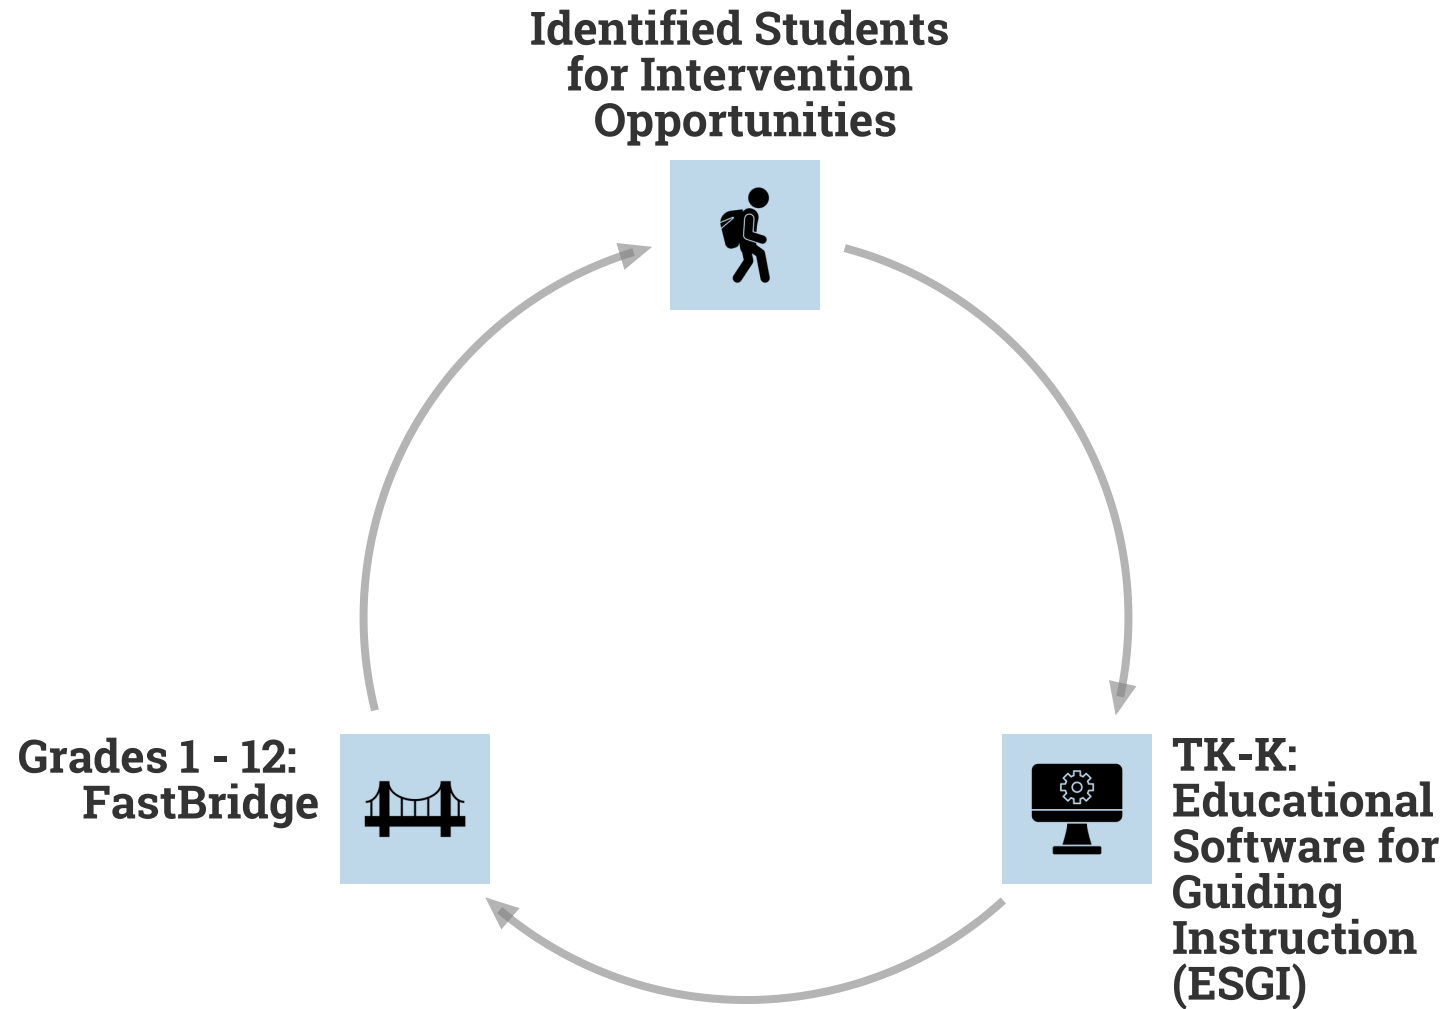 Identified Students
for Intervention
Opportunities
Grades 1 - 12:
FastBridge
TK-K:
Educational
Software for
Guiding
Instruction
(ESGI)